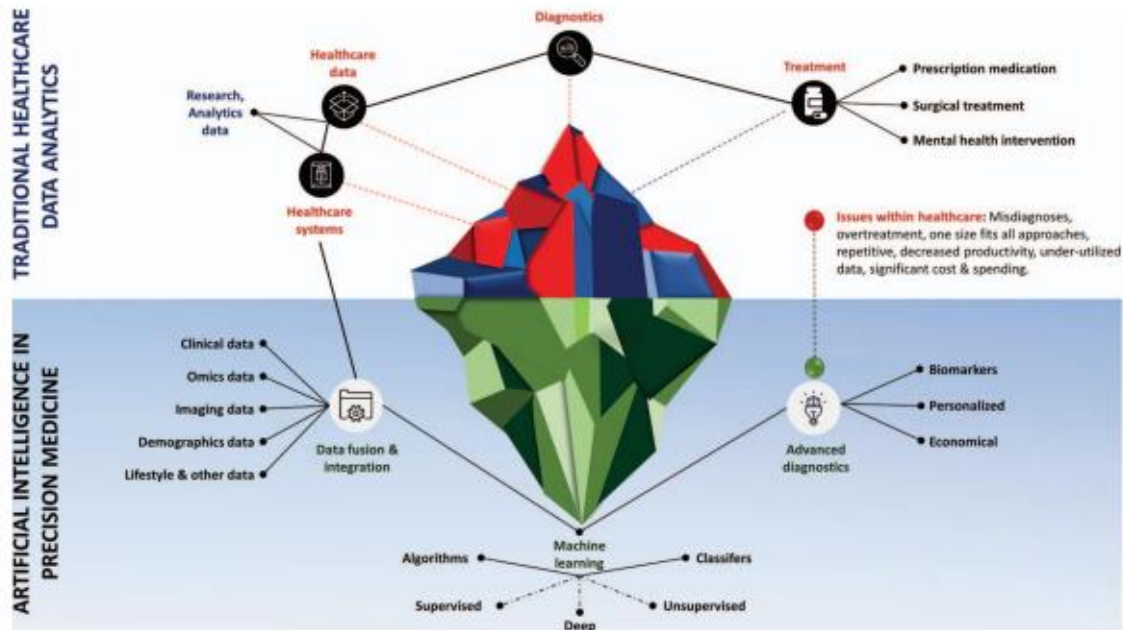 TRADITIONAL HEALTHCARE
DATA ANALYTICS
Diagnostics
Healthcare
data
Research,
Analytics
data
Healthcare
systems
Treatment
Prescription medication
Surgical treatment
Mental health intervention
Issues within healthcare: Misdiagnoses,
overtreatment, one size fits all approaches,
repetitive, decreased productivity, under-utilized
data, significant cost & spending.
ARTIFICIAL INTELLIGENCE IN
PRECISION MEDICINE
Clinical data
Omics data
Imaging data
Demographics data
Lifestyle & other data
Data fusion &
integration
Biomarkers
Personalized
Economical
Advanced
diagnostics
Machine
learning
Algorithms
Classifers
Supervised
Unsupervised
Deep